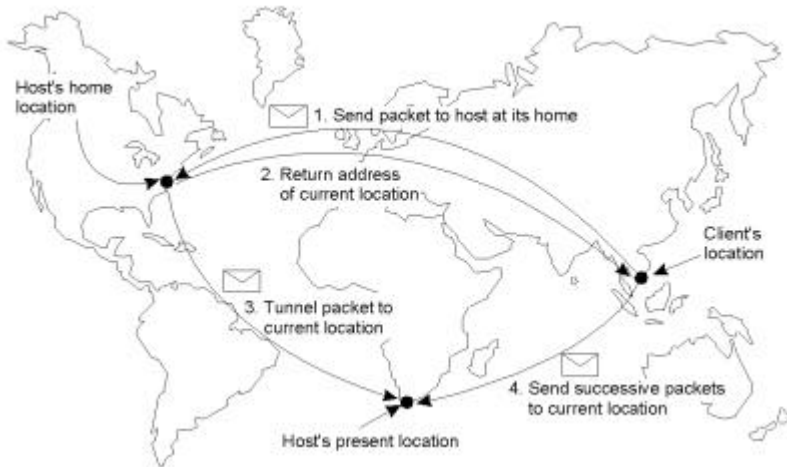 Host's home
location
1. Send packet to host at its home
2. Return address
of current location
Client's
location
3. Tunnel packet to
current location
4. Send successive packets
to current location
Host's present location